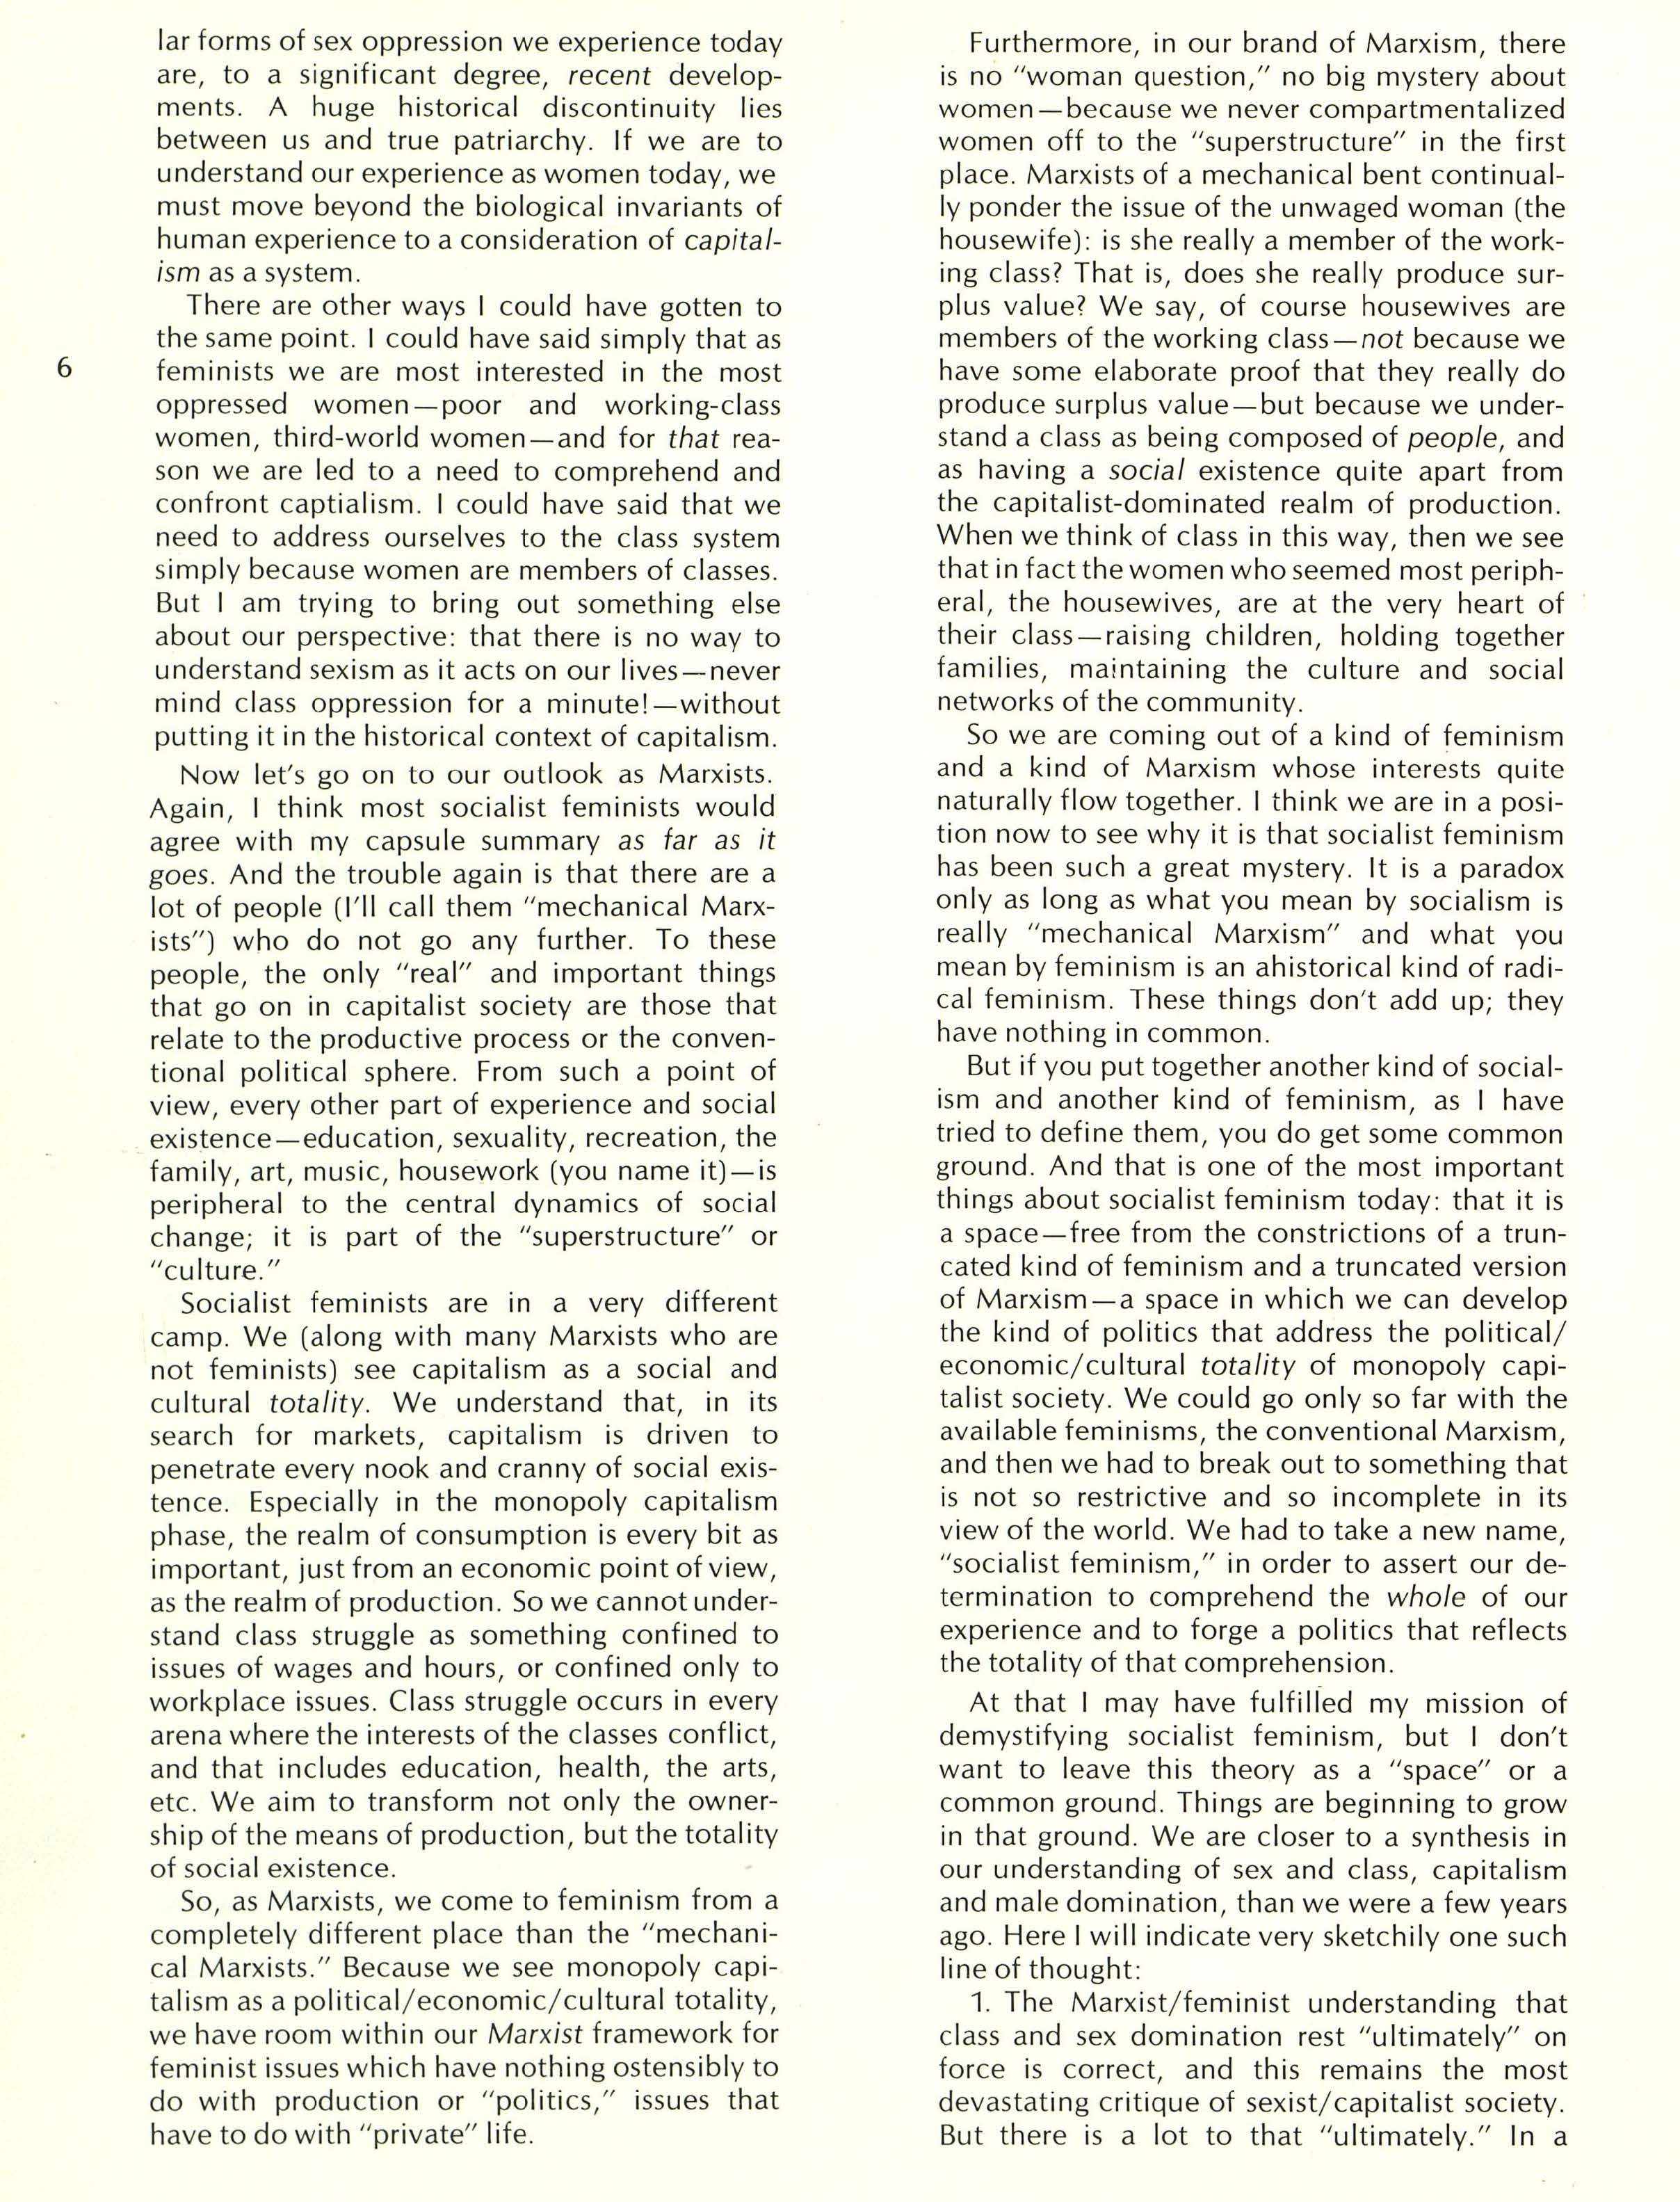 lar forms of sex oppression we experience today
are, to a significant degree, recent develop-
ments. A huge historical discontinuity lies
between us and true patriarchy. If we are to
understand our experience as women today, we
must move beyond the biological invariants of
human experience to a consideration of capital-
ism as a system.
There are other ways I could have gotten to
the same point. I could have said simply that as
feminists we are most interested in the most
oppressed women—poor and working-class
women, third-world women—and for that rea-
son we are led to a need to comprehend and
confront captialism. I could have said that we
need to address ourselves to the class system
simply because women are members of classes.
But I am trying to bring out something else
about our perspective: that there is no way to
understand sexism as it acts on our lives—never
mind class oppression for a minute!—without
putting it in the historical context of capitalism.
Now let's go on to our outlook as Marxists.
Again, I think most socialist feminists would
agree with my capsule summary as far as it
goes. And the trouble again is that there are a
lot of people (I'll call them "mechanical Marx-
ists") who do not go any further. To these
people, the only "real" and important things
that go on in capitalist society are those that
relate to the productive process or the conven-
tional political sphere. From such a point of
view, every other part of experience and social
existence—education, sexuality, recreation, the
family, art, music, housework (you name it)—is
peripheral to the central dynamics of social
change; it is part of the "superstructure" or
"culture."
Socialist feminists are in a very different
camp. We (along with many Marxists who are
not feminists) see capitalism as a social and
cultural totality. We understand that, in its
search for markets, capitalism is driven to
penetrate every nook and cranny of social exis-
tence. Especially in the monopoly capitalism
phase, the realm of consumption is every bit as
important, just from an economic point of view,
as the realm of production. So we cannot under-
stand class struggle as something confined to
issues of wages and hours, or confined only to
workplace issues. Class struggle occurs in every
arena where the interests of the classes conflict,
and that includes education, health, the arts,
etc. We aim to transform not only the owner-
ship of the means of production, but the totality
of social existence.
So, as Marxists, we come to feminism from a
completely different place than the "mechani-
cal Marxists." Because we see monopoly capi-
talism as a political/economic/cultural totality,
we have room within our Marxist framework for
feminist issues which have nothing ostensibly to
do with production or "politics," issues that
have to do with "private" life.
6
Furthermore, in our brand of Marxism, there
is no "woman question," no big mystery about
women—because we never compartmentalized
women off to the "superstructure" in the first
place. Marxists of a mechanical bent continual-
ly ponder the issue of the unwaged woman (the
housewife): is she really a member of the work-
ing class? That is, does she really produce sur-
plus value? We say, of course housewives are
members of the working class—not because we
have some elaborate proof that they really do
produce surplus value—but because we under-
stand a class as being composed of people, and
as having a social existence quite apart from
the capitalist-dominated realm of production.
When we think of class in this way, then we see
that in fact the women who seemed most periph-
eral, the housewives, are at the very heart of
their class—raising children, holding together
families, maintaining the culture and social
networks of the community.
So we are coming out of a kind of feminism
and a kind of Marxism whose interests quite
naturally flow together. I think we are in a posi-
tion now to see why it is that socialist feminism
has been such a great mystery. It is a paradox
only as long as what you mean by socialism is
really "mechanical Marxism" and what you
mean by feminism is an ahistorical kind of radi-
cal feminism. These things don't add up; they
have nothing in common.
But if you put together another kind of social-
ism and another kind of feminism, as I have
tried to define them, you do get some common
ground. And that is one of the most important
things about socialist feminism today: that it is
a space—free from the constrictions of a trun-
cated kind of feminism and a truncated version
of Marxism—a space in which we can develop
the kind of politics that address the political/
economic/cultural totality of monopoly capi-
talist society. We could go only so far with the
available feminisms, the conventional Marxism,
and then we had to break out to something that
is not so restrictive and so incomplete in its
view of the world. We had to take a new name,
"socialist feminism," in order to assert our de-
termination to comprehend the whole of our
experience and to forge a politics that reflects
the totality of that comprehension.
At that I may have fulfilled my mission of
demystifying socialist feminism, but I don't
want to leave this theory as a "space" or a
common ground. Things are beginning to grow
in that ground. We are closer to a synthesis in
our understanding of sex and class, capitalism
and male domination, than we were a few years
ago. Here I will indicate very sketchily one such
line of thought:
1. The Marxist/feminist understanding that
class and sex domination rest "ultimately" on
force is correct, and this remains the most
devastating critique of sexist/capitalist society.
But there is a lot to that "ultimately." In a